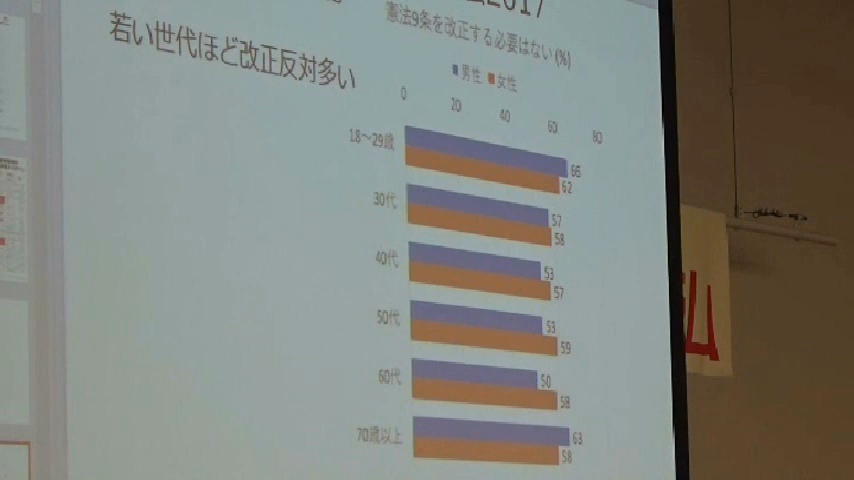 2017
憲法9条を改正する必要はない(%)
若い世代ほど改正反対多い
男性 女性
0 20 40 60 80
18~29歳 66
62
30代 57
58
40代 53
57
50代 53
59
60代 50
58
70歳以上 63
58